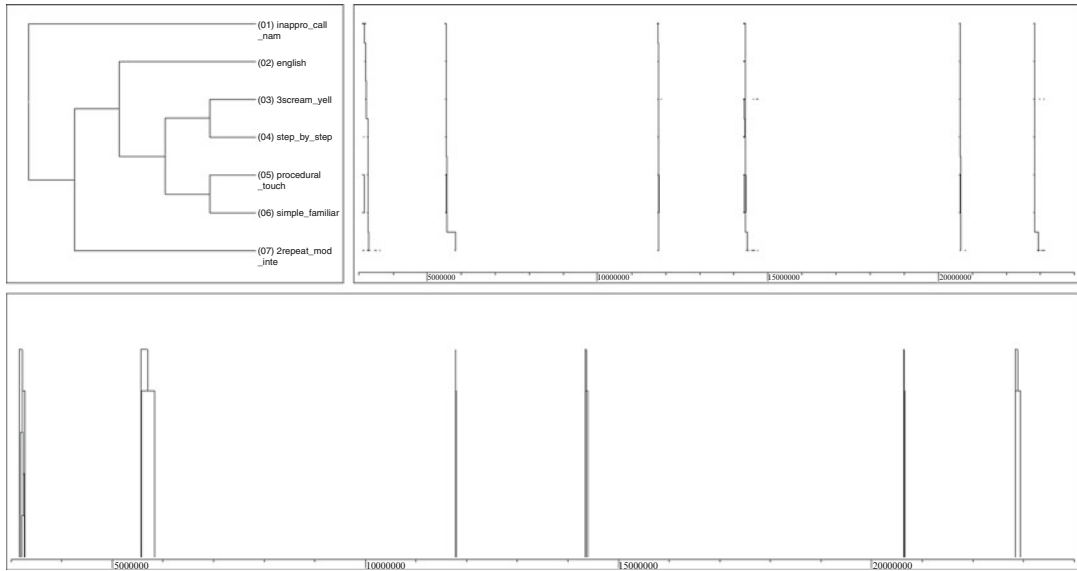 (01) inappro_call
_nam
(02) english
(03) 3scream_yell
(04) step_by_step
(05) procedural
_touch
(06) simple_familiar
(07) 2repeat_mod
_inte
5000000
10000000
15000000
20000000
5000000
10000000
15000000
20000000